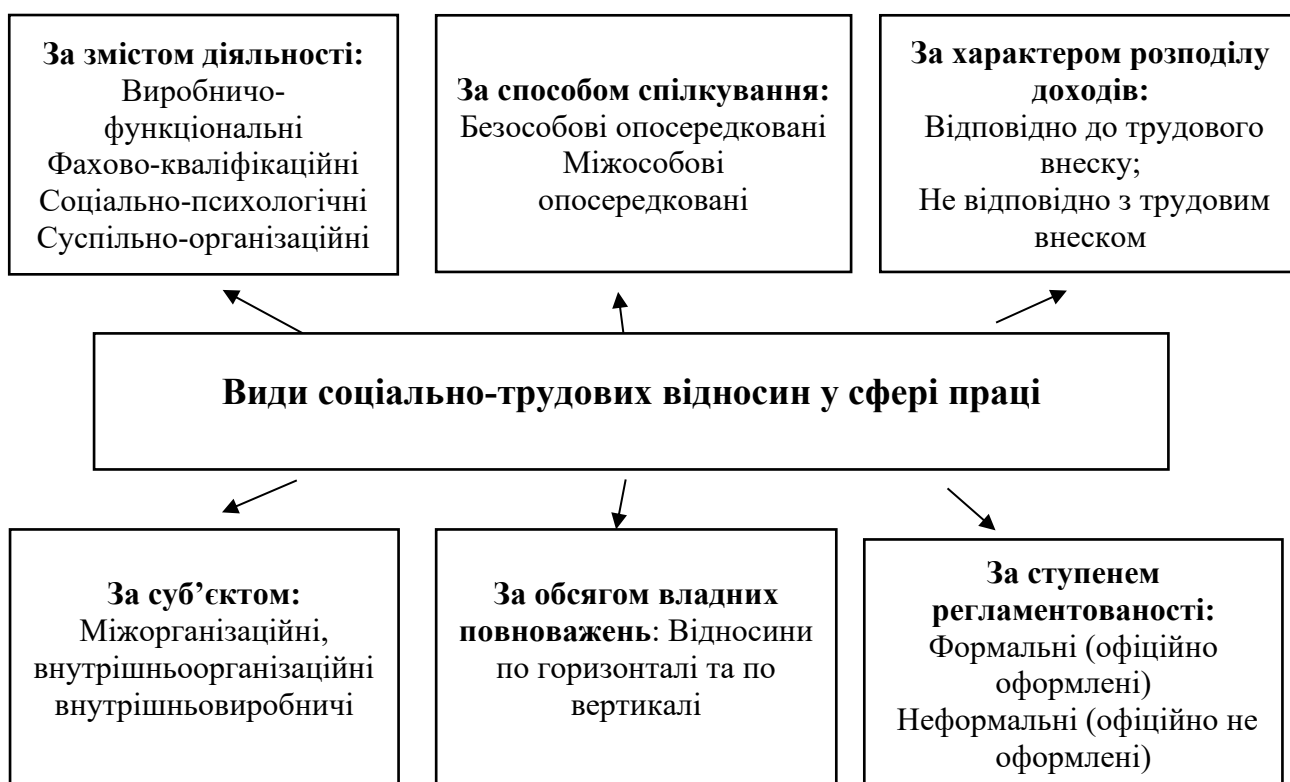 За змістом діяльності:
Виробничо-
функціональні
Фахово-кваліфікаційні
Соціально-психологічні
Суспільно-організаційні
За способом спілкування:
Безособові опосередковані
Міжособові
опосередковані
За характером розподілу
доходів:
Відповідно до трудового
внеску;
Не відповідно з трудовим
внеском
Види соціально-трудових відносин у сфері праці
За суб’єктом:
Міжорганізаційні,
внутрішньоорганізаційні
внутрішньовиробничі
За обсягом владних
повноважень: Відносини
по горизонталі та по
вертикалі
За ступенем
регламентованості:
Формальні (офіційно
оформлені)
Неформальні (офіційно не
оформлені)